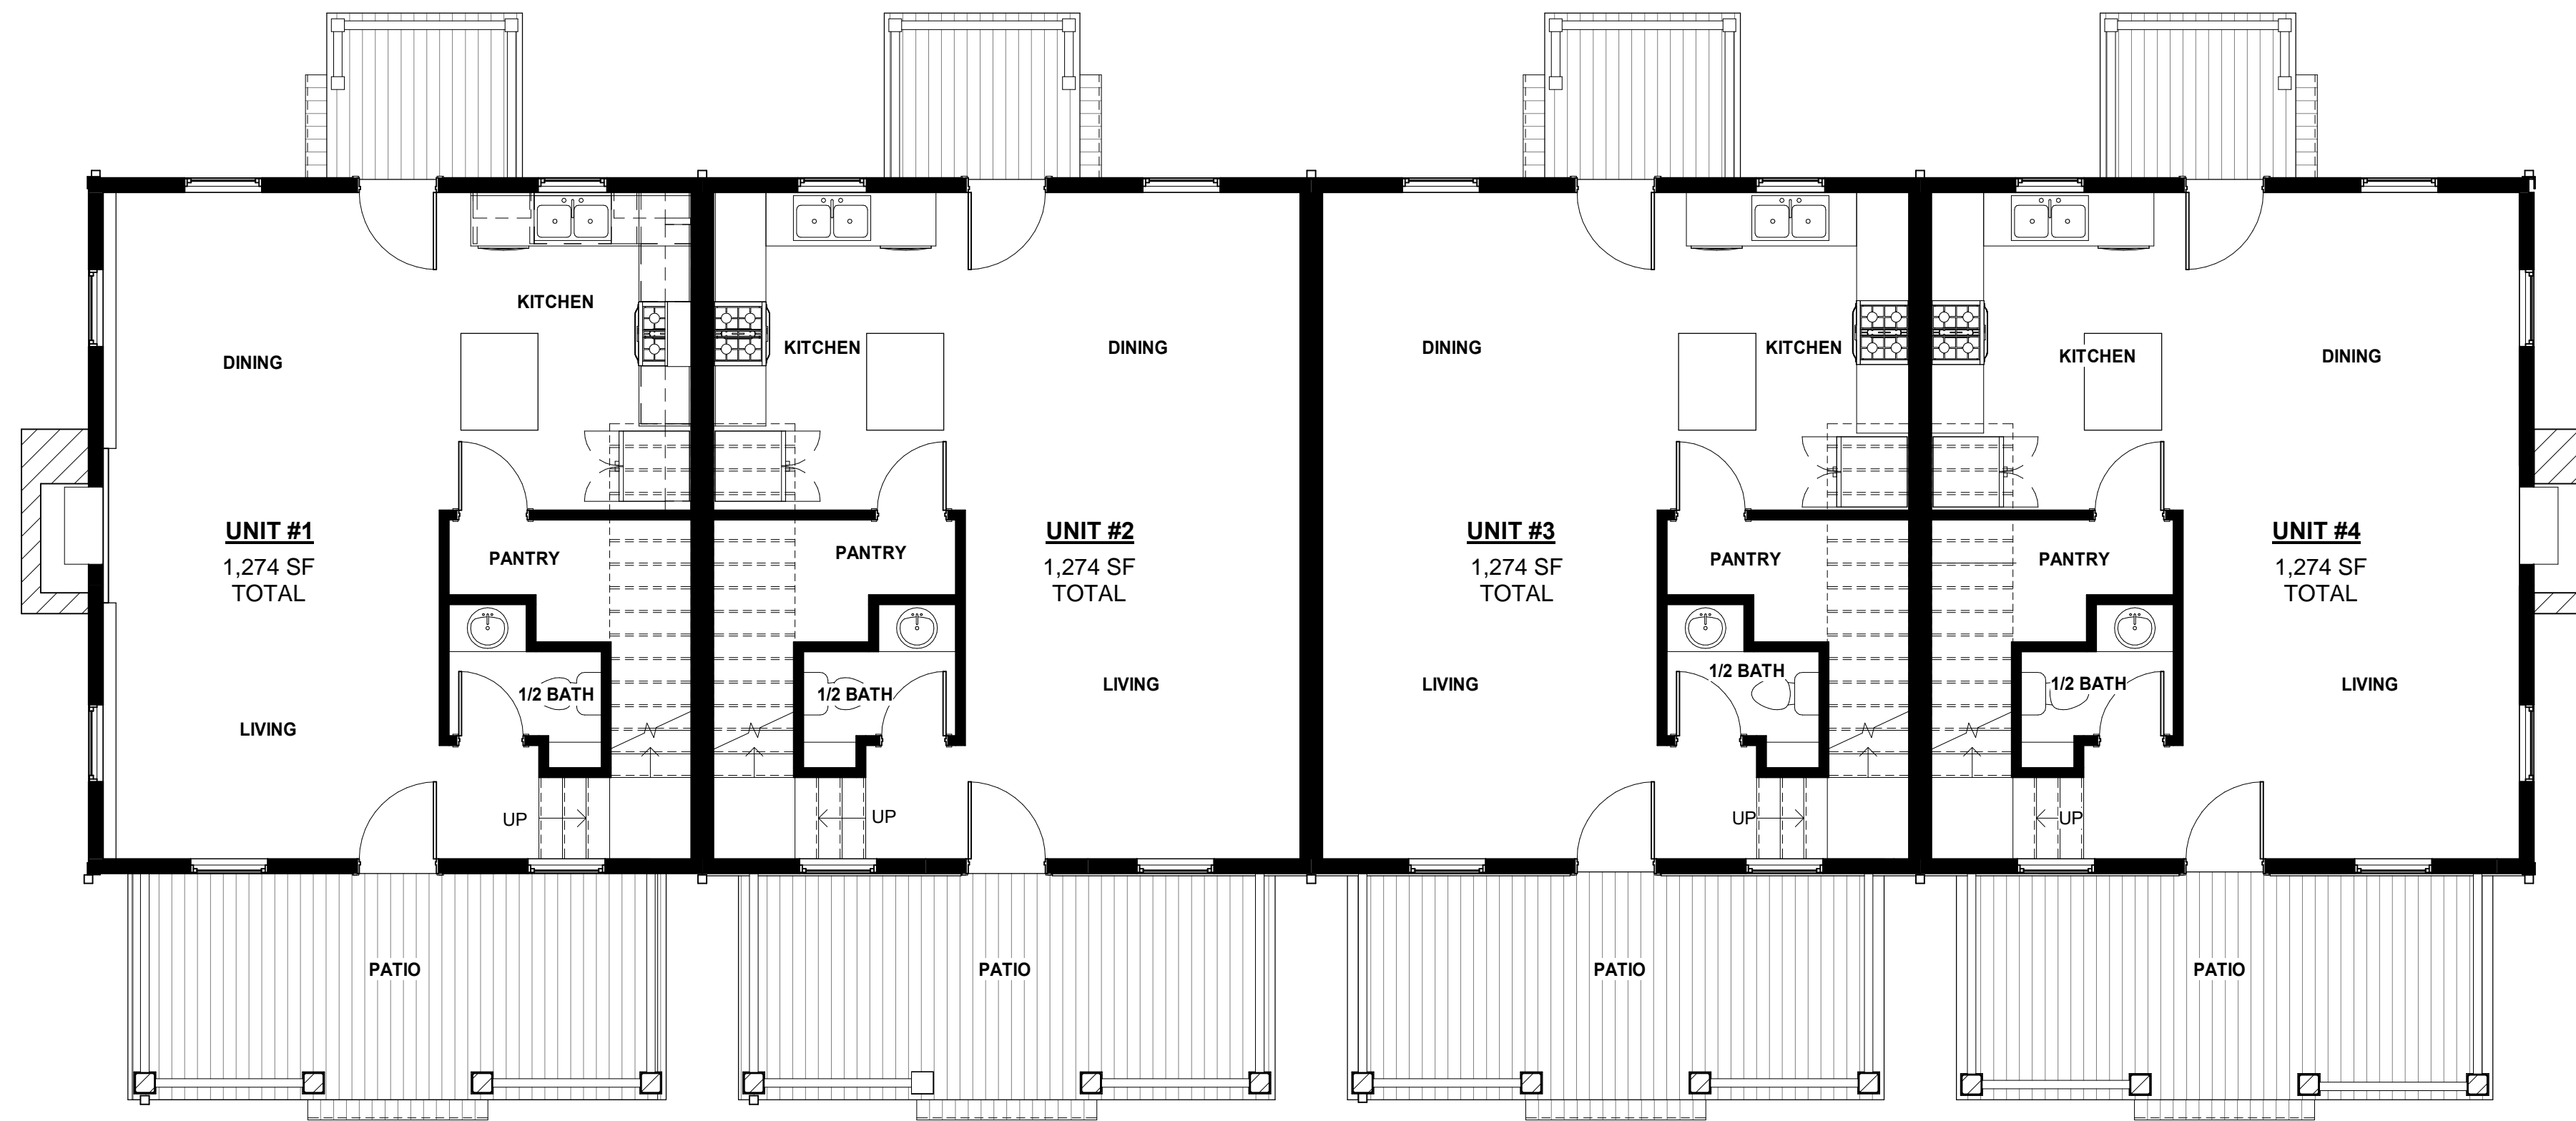 KITCHEN
DINING
UNIT #1
1,274 SF
TOTAL
PANTRY
1/2 BATH
LIVING
UP
PATIO
KITCHEN
DINING
UNIT #2
1,274 SF
TOTAL
PANTRY
1/2 BATH
LIVING
UP
PATIO
DINING
KITCHEN
UNIT #3
1,274 SF
TOTAL
PANTRY
1/2 BATH
LIVING
UP
PATIO
KITCHEN
DINING
UNIT #4
1,274 SF
TOTAL
PANTRY
1/2 BATH
LIVING
UP
PATIO